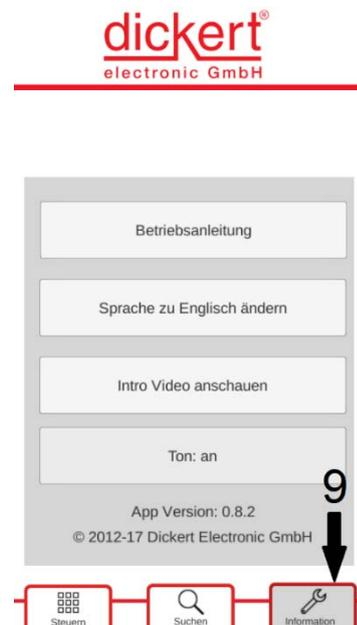 dickert®
electronic GmbH
Betriebsanleitung
Sprache zu Englisch ändern
Intro Video anschauen
Ton: an
9
App Version: 0.8.2
© 2012-17 Dickert Electronic GmbH
Steuern
Suchen
Information